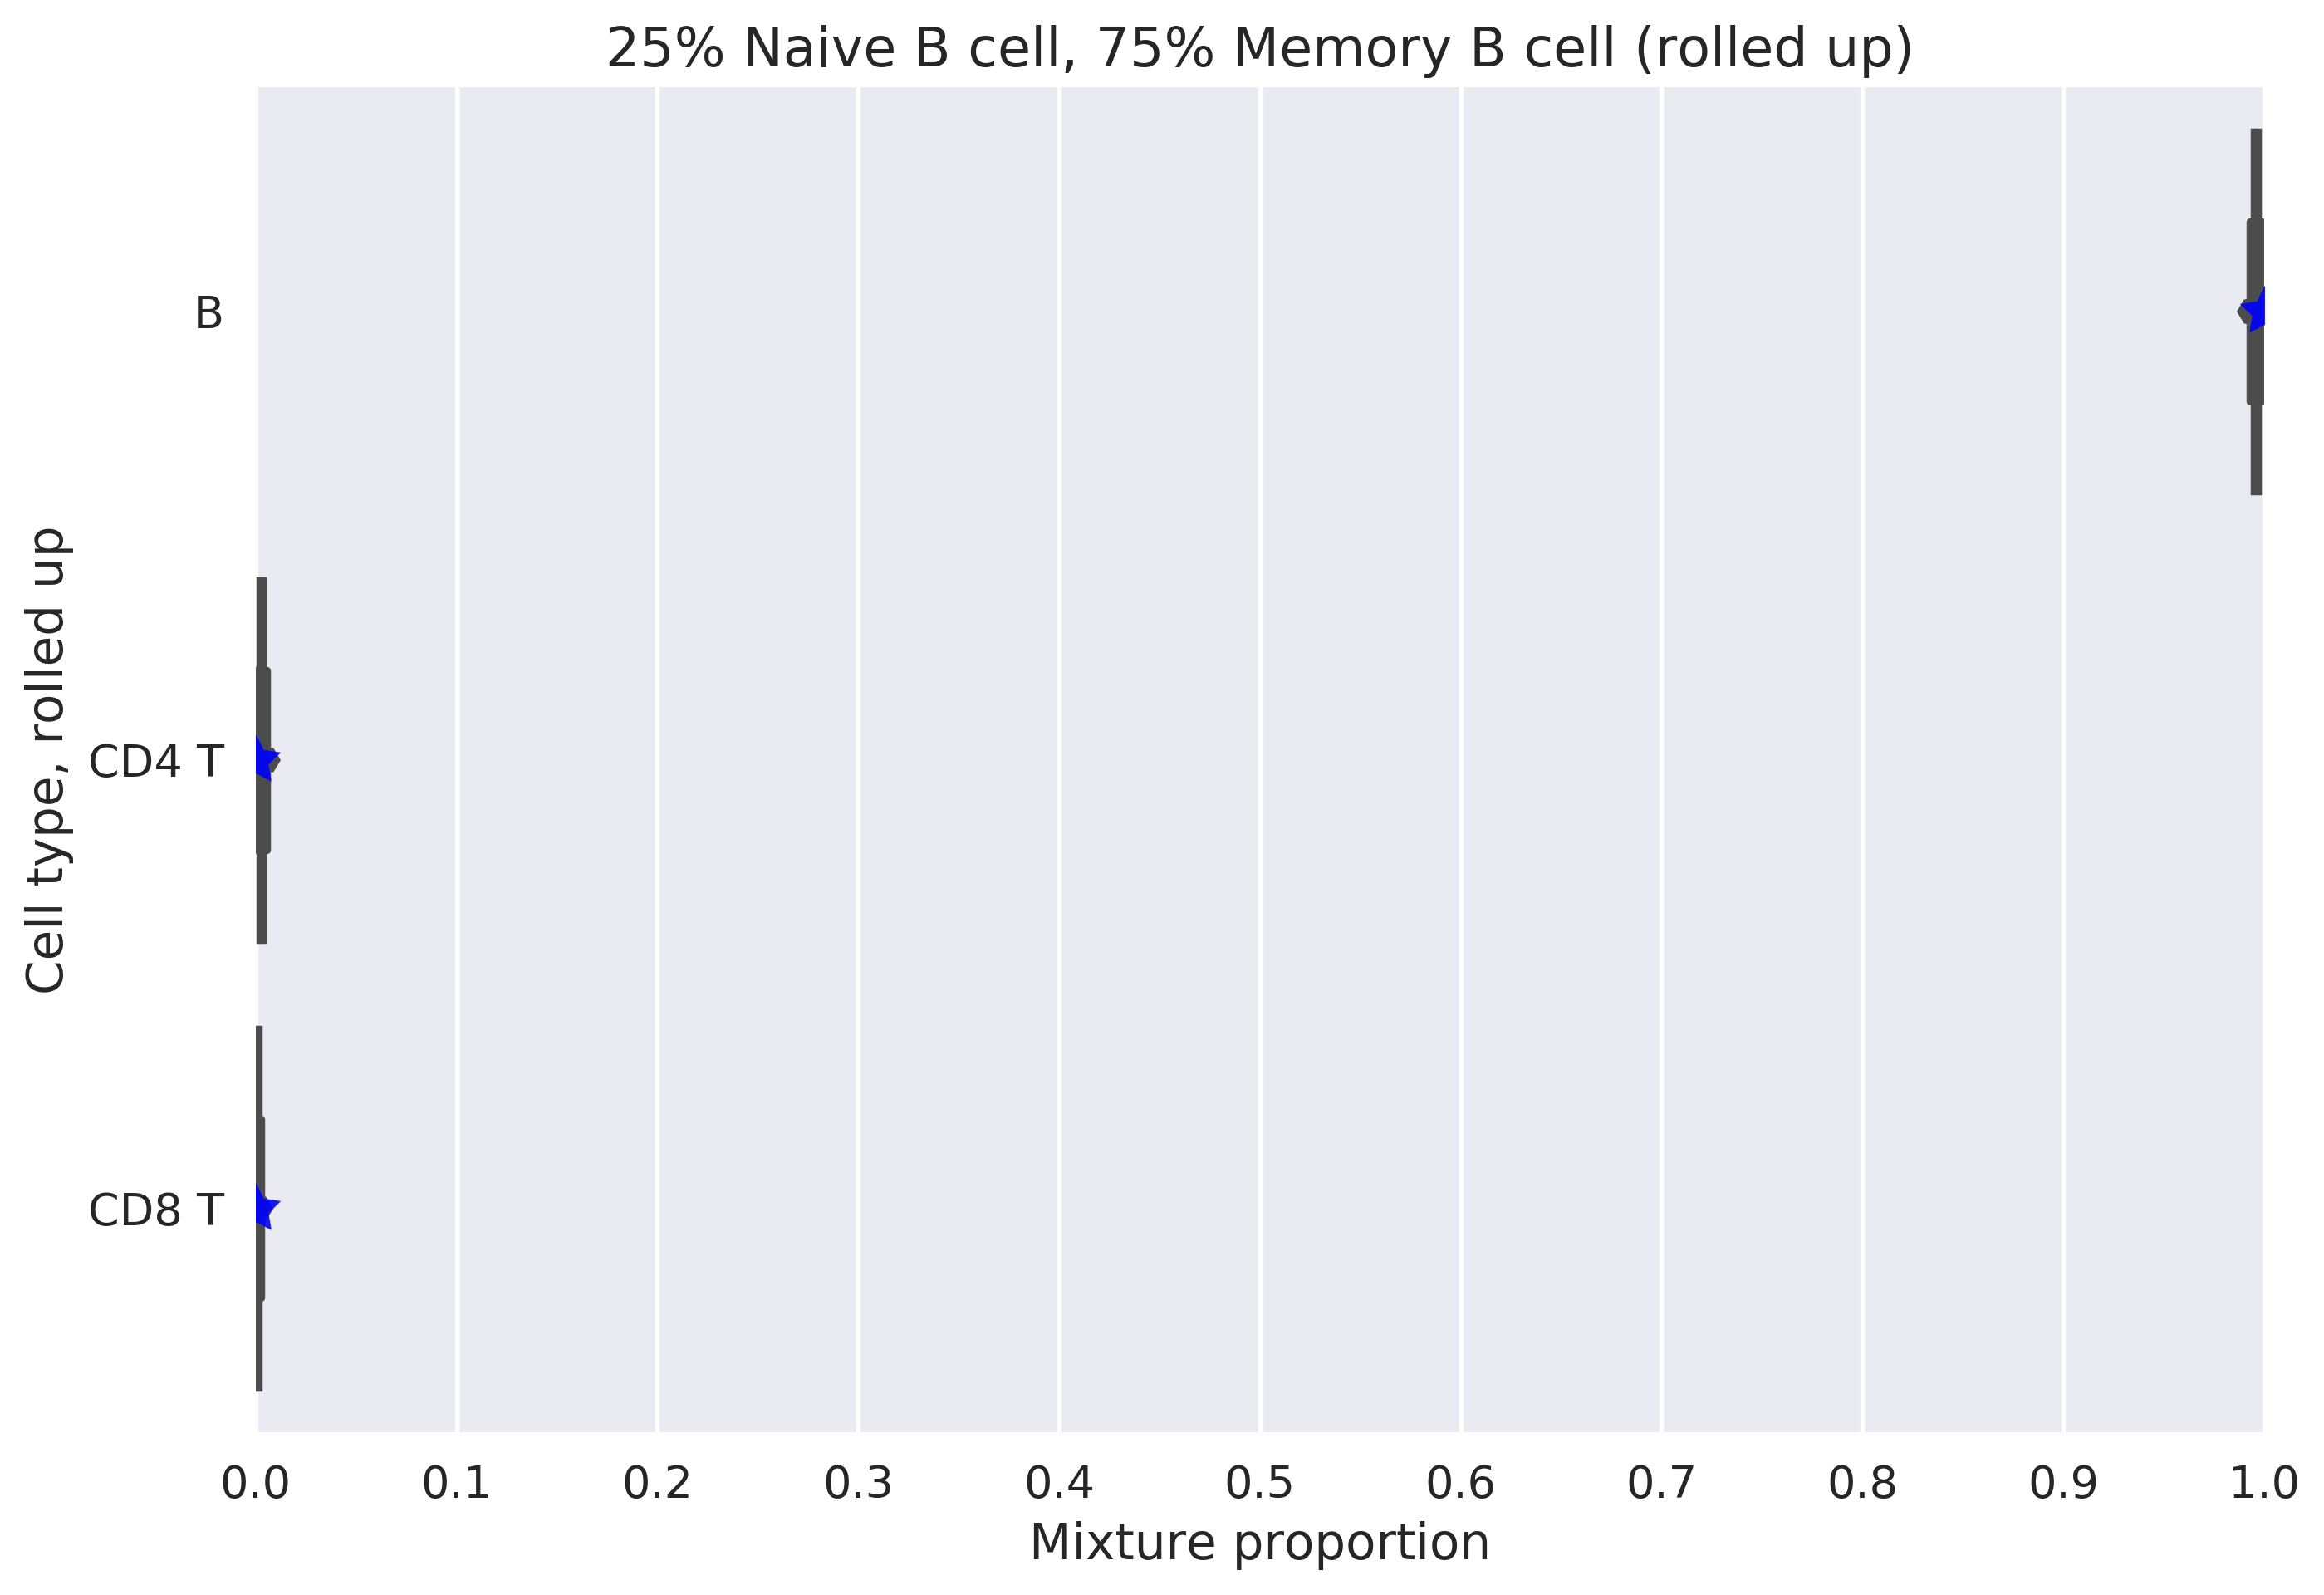 25% Naive B cell, 75% Memory B cell (rolled up)
Cell type, rolled up
B
CD4 T
CD8 T
0.0 0.1 0.2 0.3 0.4 0.5 0.6 0.7 0.8 0.9 1.0
Mixture proportion